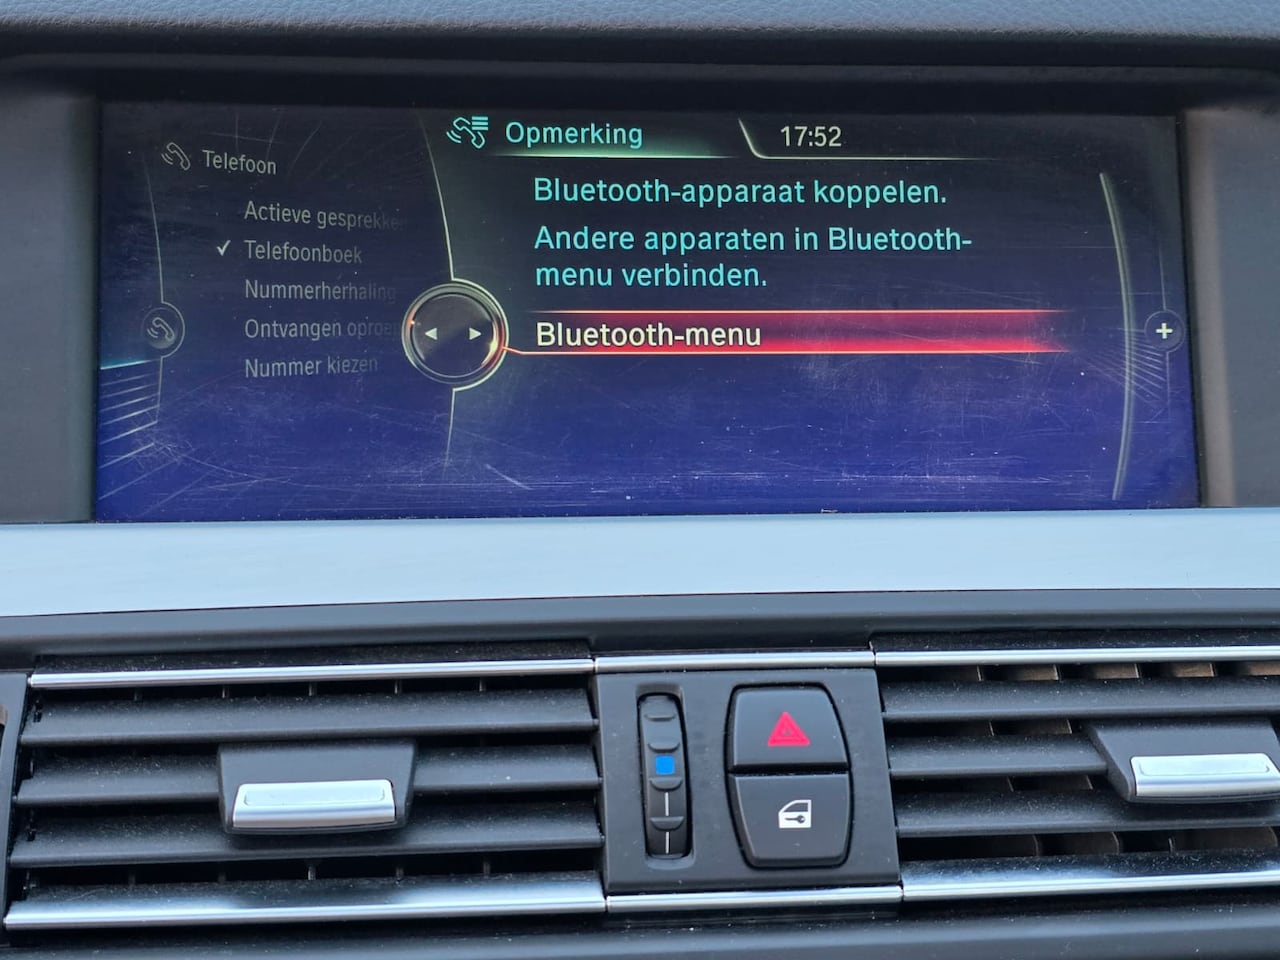 Opmerking
17:52
Telefoon
Bluetooth-apparaat koppelen.
Actieve gesprekken
Andere apparaten in Bluetooth-
✓ Telefoonboek
menu verbinden.
Nummerherhaling
Ontvangen oproe
Bluetooth-menu
Nummer kiezen